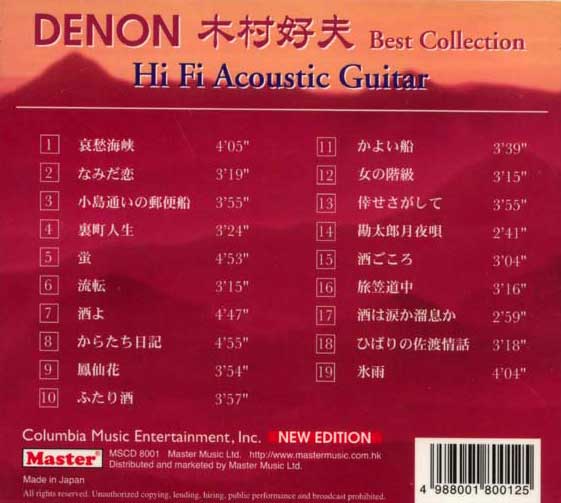 DENON 木村好夫 Best Collection
Hi Fi Acoustic Guitar
1 哀愁海峡 4'05"
2 なみだ恋 3'19"
3 小島通いの郵便船 3'55"
4 裏町人生 3'24"
5 蛍 4'53"
6 流転 3'15"
7 酒よ 4'47"
8 からたち日記 4'55"
9 鳳仙花 3'54"
10 ふたり酒 3'57"
11 かよい船 3'39"
12 女の階級 3'15"
13 倖せさがして 3'55"
14 勘太郎月夜唄 2'41"
15 酒ごころ 3'04"
16 旅笠道中 3'16"
17 酒は涙か溜息か 2'59"
18 ひばりの佐渡情話 3'18"
19 氷雨 4'04"
Columbia Music Entertainment, Inc. NEW EDITION
Master MSCD 8001 Master Music Ltd. http://www.mastermusic.com.hk
Distributed and marketed by Master Music Ltd.
Made in Japan
All rights reserved. Unauthorized copying, lending, hiring, public performance and broadcast prohibited.
4 988001 800125